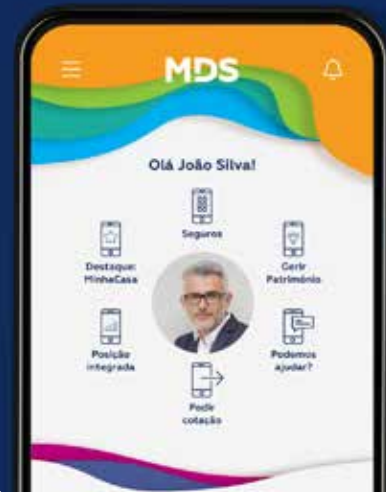 MDS
Olá João Silva!
Seguros
Destaque:
MinhaCasa
Gerir
Património
Posição
integrada
Podemos
ajudar?
Pedir
cotação